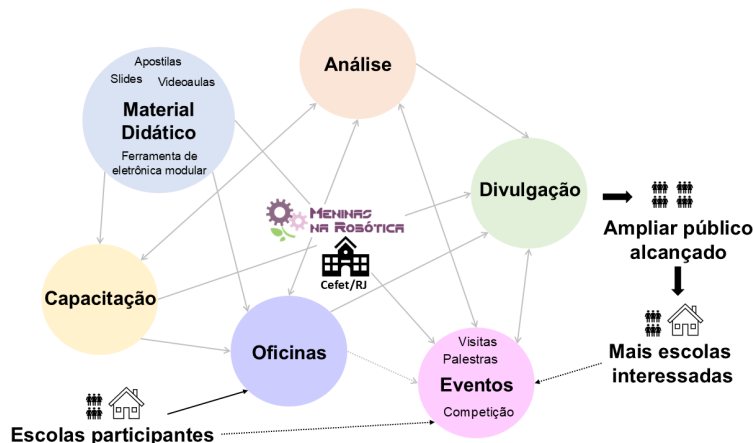 Apostilas
Slides
Videoaulas
Material
Didático
Ferramenta de
eletrônica modular
Análise
Divulgação
Ampliar público
alcançado
Meninas
na Robótica
Cefet/RJ
Capacitação
Oficinas
Visitas
Palestras
Eventos
Competição
Mais escolas
interessadas
Escolas participantes